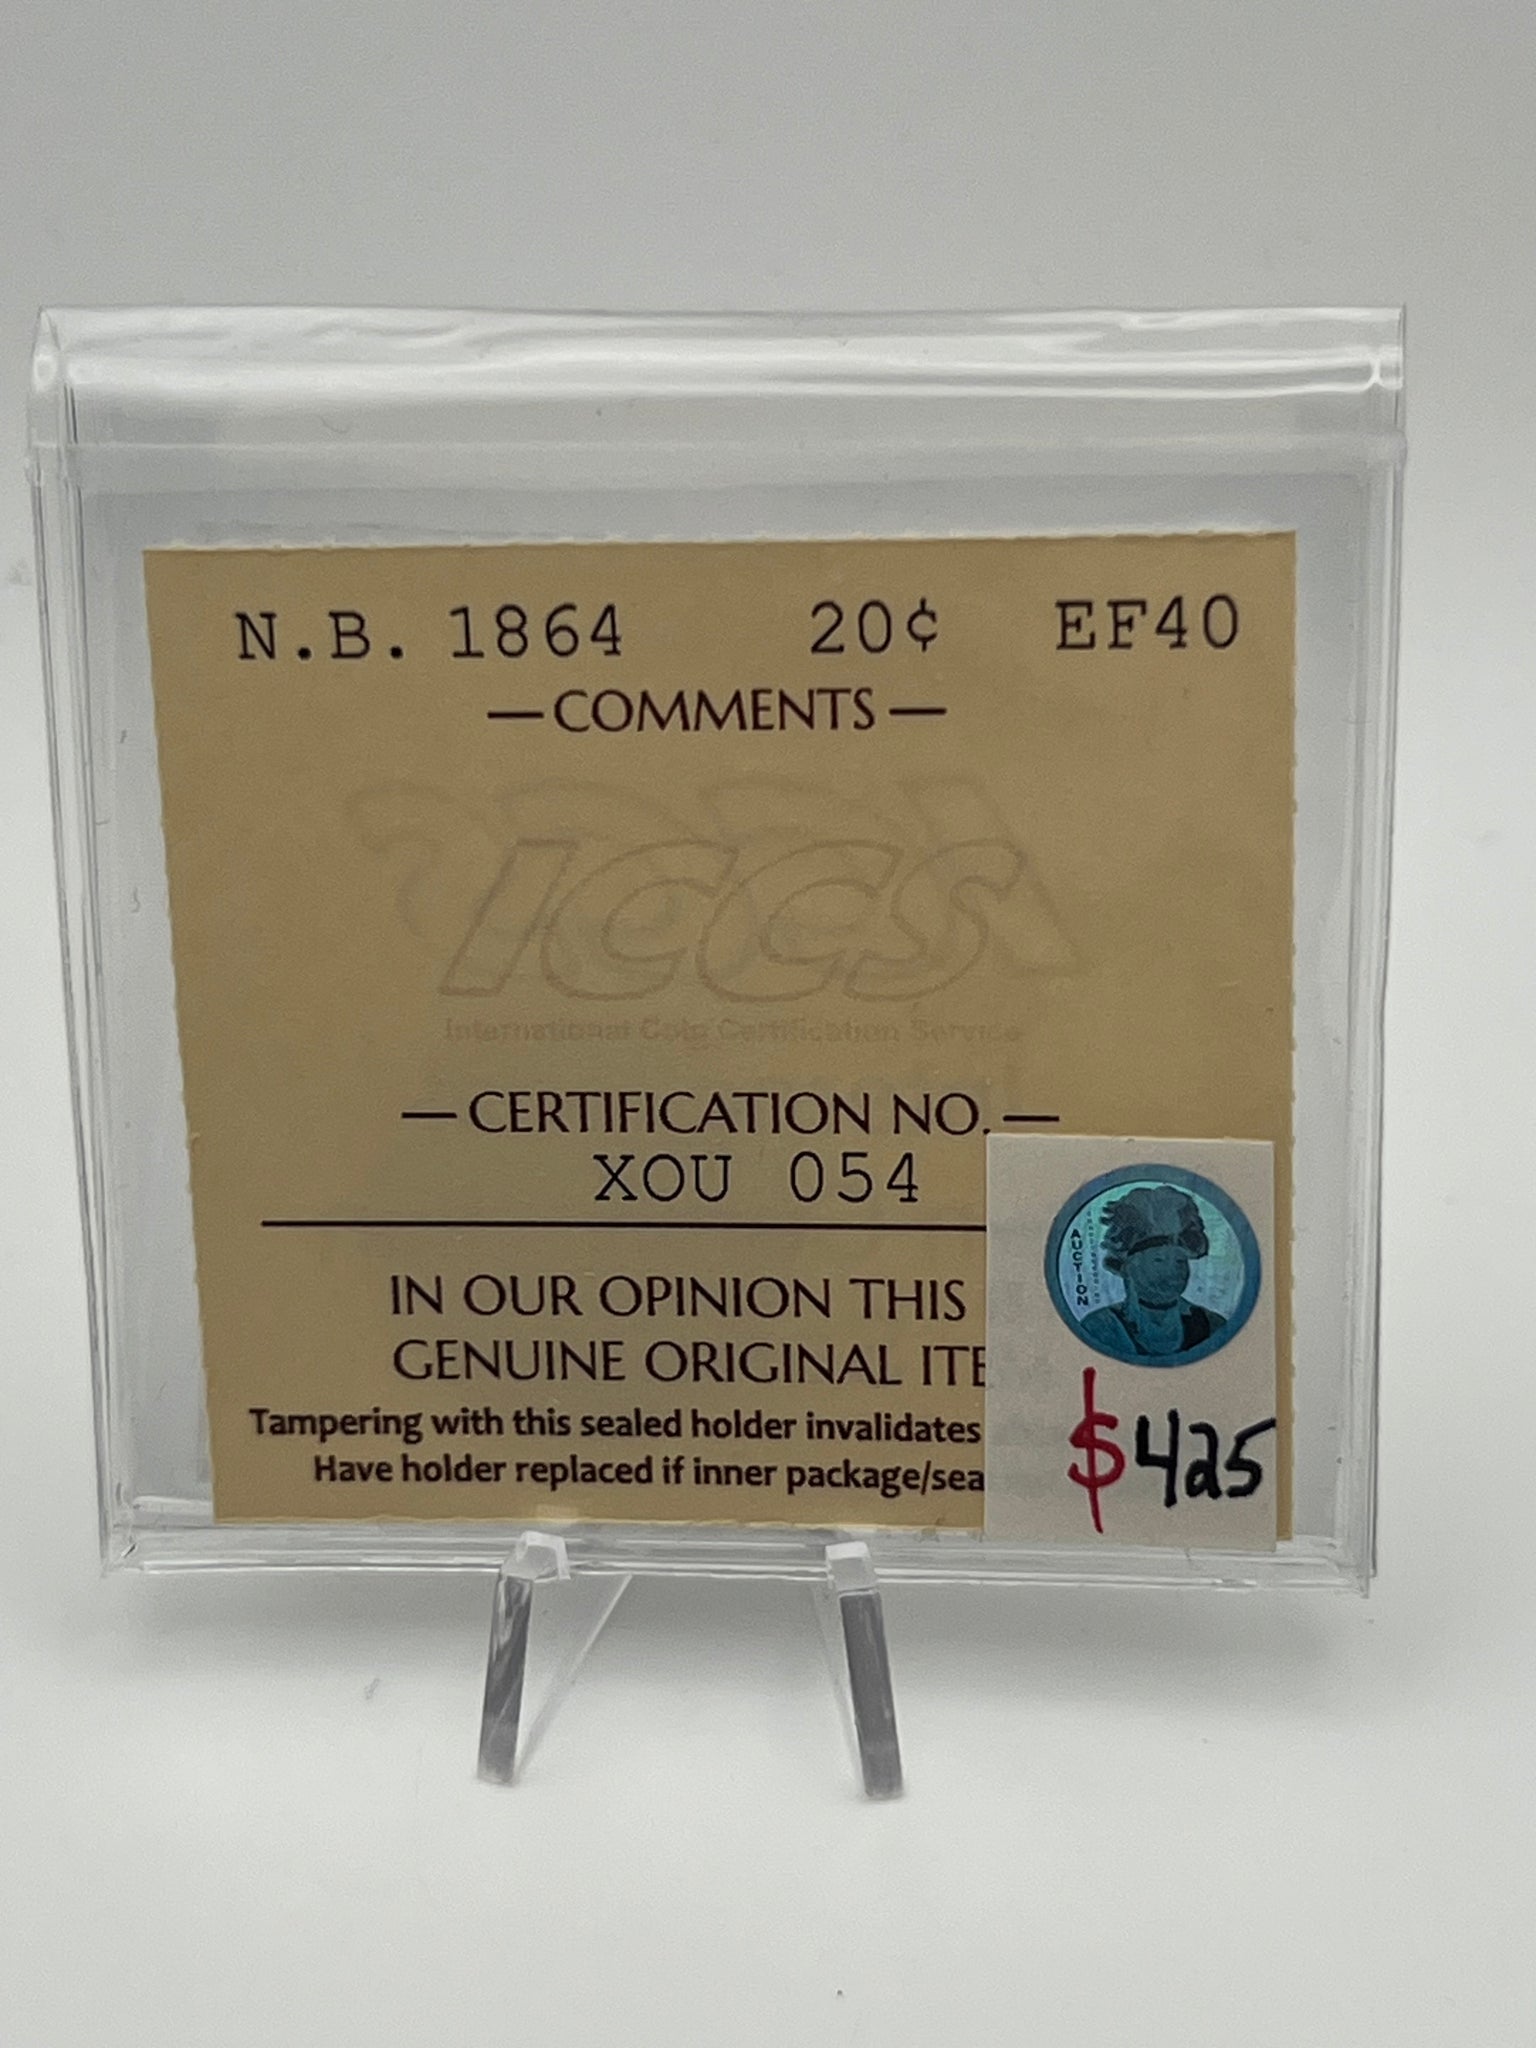 N.B. 1864 20¢ EF40
—COMMENTS—
ICCS
International Coin Certification Service
—CERTIFICATION NO.—
XOU 054
IN OUR OPINION THIS
GENUINE ORIGINAL ITE
Tampering with this sealed holder invalidates
Have holder replaced if inner package/sea
AUCTION
$425